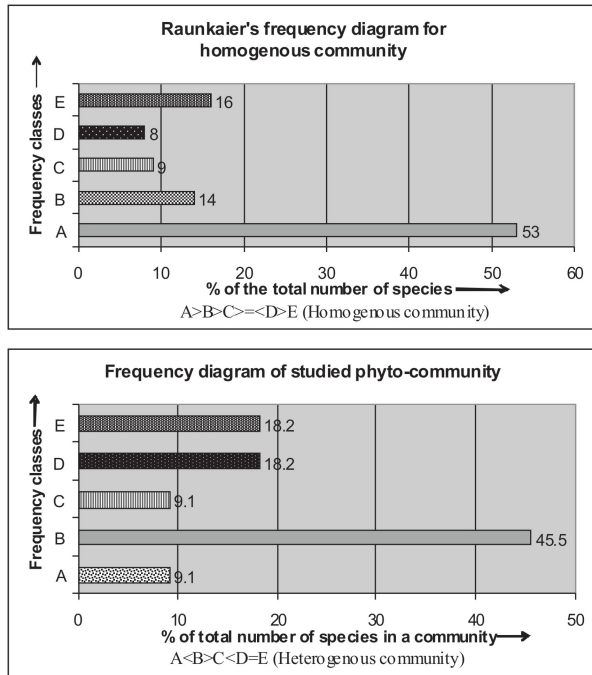 Raunkaier's frequency diagram for
homogenous community
Frequency classes
E
16
D
8
C
9
B
14
A
53
0 10 20 30 40 50 60
% of the total number of species
A>B>C>=<D>E (Homogenous community)
Frequency diagram of studied phyto-community
Frequency classes
E
18.2
D
18.2
C
9.1
B
45.5
A
9.1
0 10 20 30 40 50
% of total number of species in a community
A<B>C<D=E (Heterogenous community)